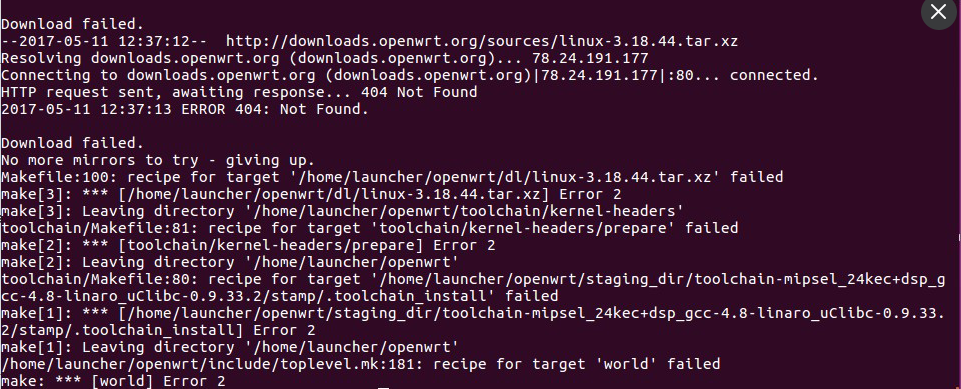 Download failed.
--2017-05-11 12:37:12--  http://downloads.openwrt.org/sources/linux-3.18.44.tar.xz
Resolving downloads.openwrt.org (downloads.openwrt.org)... 78.24.191.177
Connecting to downloads.openwrt.org (downloads.openwrt.org)|78.24.191.177|:80... connected.
HTTP request sent, awaiting response... 404 Not Found
2017-05-11 12:37:13 ERROR 404: Not Found.

Download failed.
No more mirrors to try - giving up.
Makefile:100: recipe for target '/home/launcher/openwrt/dl/linux-3.18.44.tar.xz' failed
make[3]: *** [/home/launcher/openwrt/dl/linux-3.18.44.tar.xz] Error 2
make[3]: Leaving directory '/home/launcher/openwrt/toolchain/kernel-headers'
toolchain/Makefile:81: recipe for target 'toolchain/kernel-headers/prepare' failed
make[2]: *** [toolchain/kernel-headers/prepare] Error 2
make[2]: Leaving directory '/home/launcher/openwrt'
toolchain/Makefile:80: recipe for target '/home/launcher/openwrt/staging_dir/toolchain-mipsel_24kec+dsp_g
cc-4.8-linaro_uClibc-0.9.33.2/stamp/.toolchain_install' failed
make[1]: *** [/home/launcher/openwrt/staging_dir/toolchain-mipsel_24kec+dsp_gcc-4.8-linaro_uClibc-0.9.33.
2/stamp/.toolchain_install] Error 2
make[1]: Leaving directory '/home/launcher/openwrt'
/home/launcher/openwrt/include/toplevel.mk:181: recipe for target 'world' failed
make: *** [world] Error 2